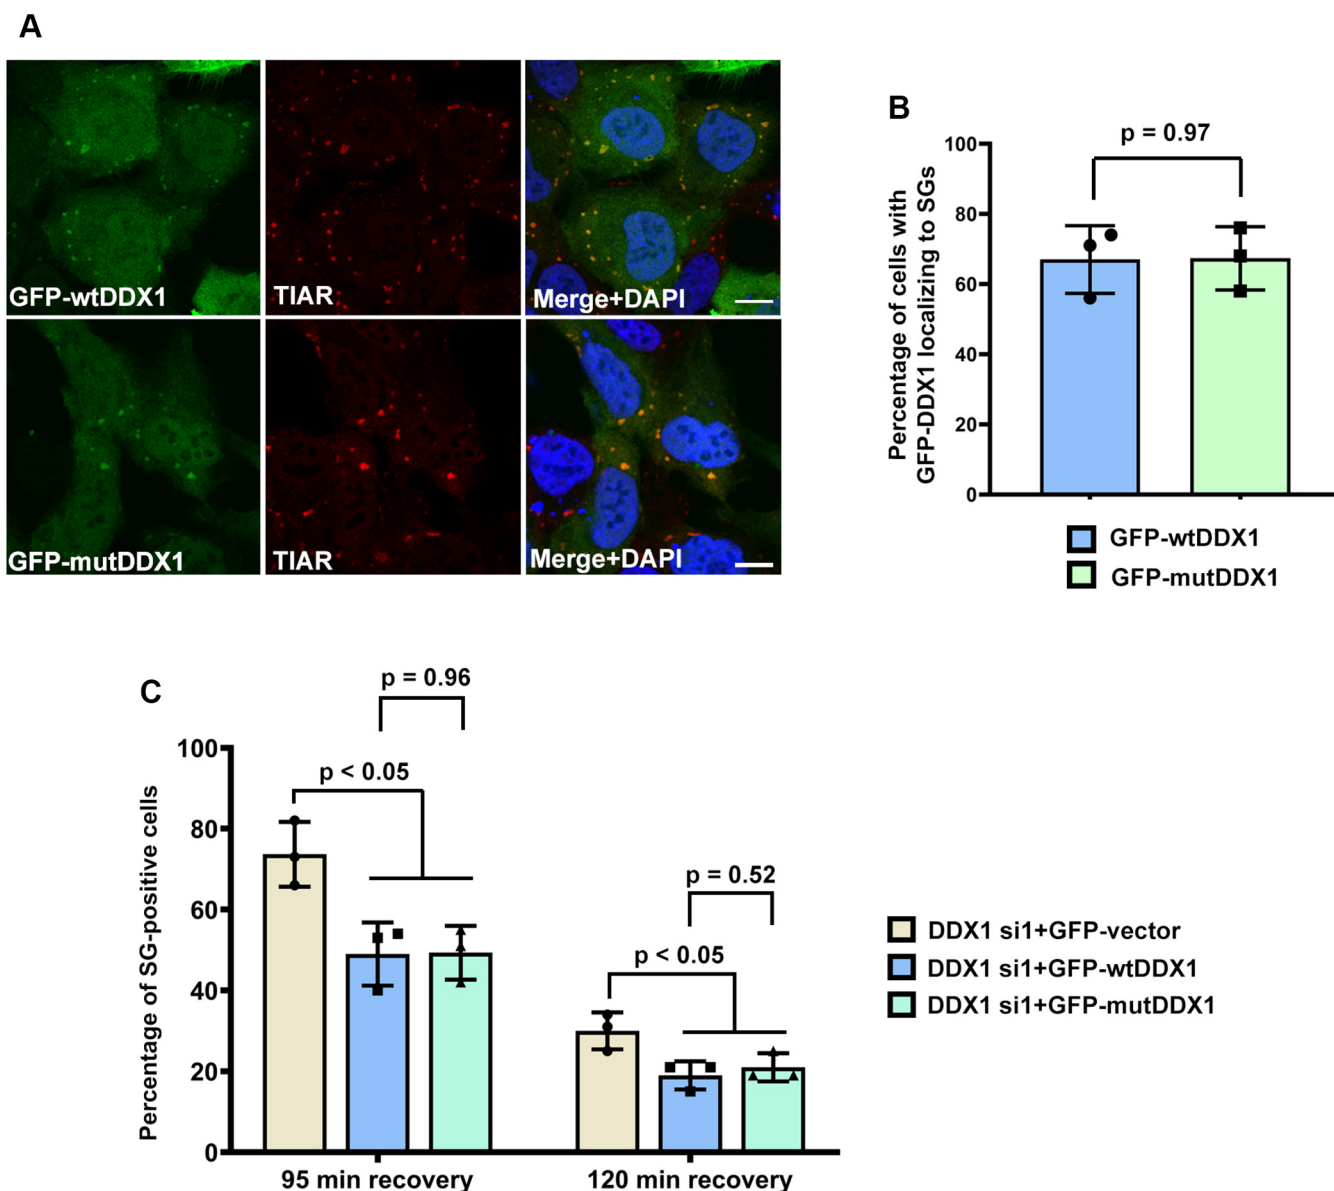 A
GFP-wtDDX1
TIAR
Merge+DAPI
GFP-mutDDX1
TIAR
Merge+DAPI
B
p = 0.97
100
80
60
40
20
0
Percentage of cells with
GFP-DDX1 localizing to SGs
GFP-wtDDX1
GFP-mutDDX1
C
p = 0.96
p < 0.05
p = 0.52
p < 0.05
100
80
60
40
20
0
Percentage of SG-positive cells
95 min recovery
120 min recovery
DDX1 si1+GFP-vector
DDX1 si1+GFP-wtDDX1
DDX1 si1+GFP-mutDDX1